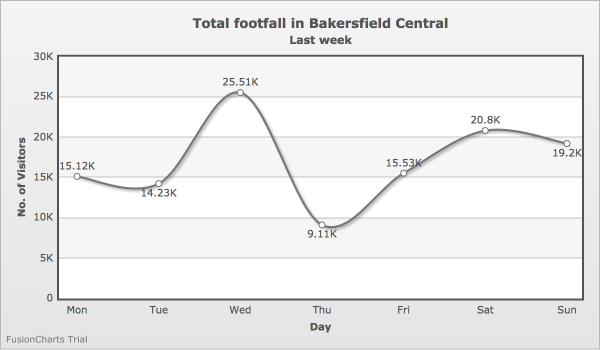 Total footfall in Bakersfield Central
Last week
30K
25K
20K
15K
10K
5K
0
No. of Visitors
15.12K
14.23K
25.51K
9.11K
15.53K
20.8K
19.2K
Mon Tue Wed Thu Fri Sat Sun
Day
FusionCharts Trial